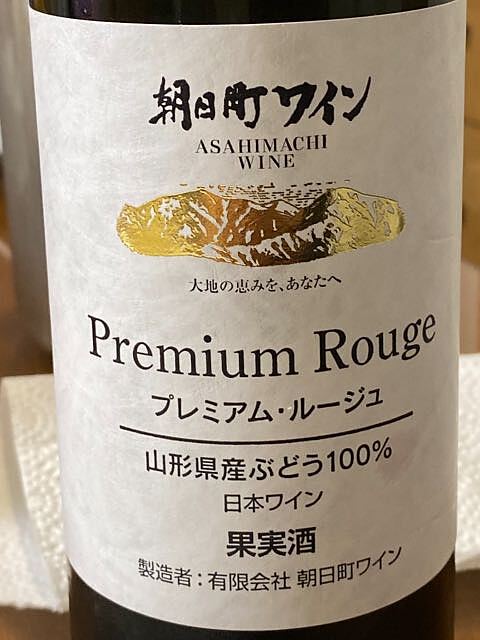 朝日町ワイン
ASAHIMACHI
WINE
大地の恵みを、あなたへ
Premium Rouge
プレミアム・ルージュ
山形県産ぶどう100%
日本ワイン
果実酒
製造者：有限会社 朝日町ワイン